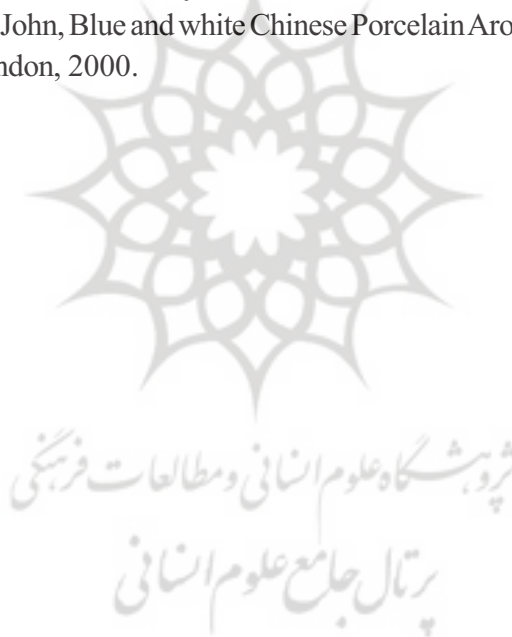 John, Blue and white Chinese Porcelain Aro
ndon, 2000.
پژوهشگاه علوم انسانی و مطالعات فرهنگی
پرتال جامع علوم انسانی